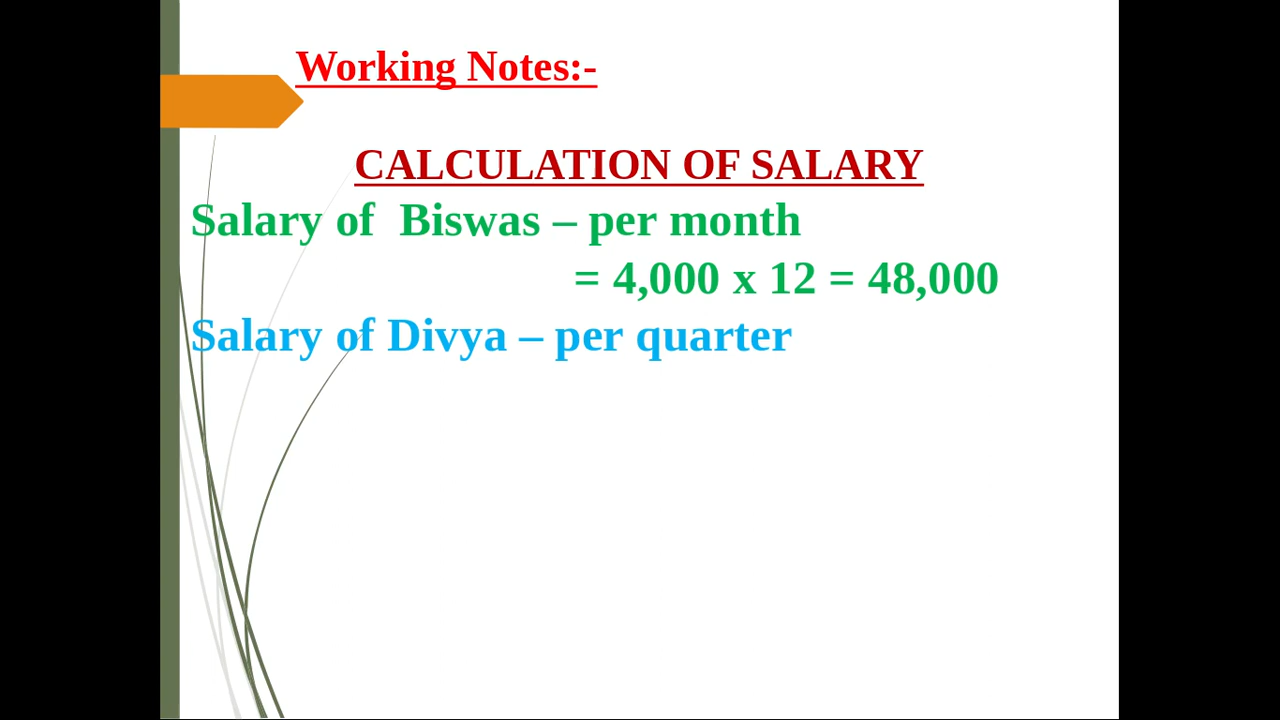 Working Notes:-
CALCULATION OF SALARY
Salary of  Biswas – per month
= 4,000 x 12 = 48,000
Salary of Divya – per quarter